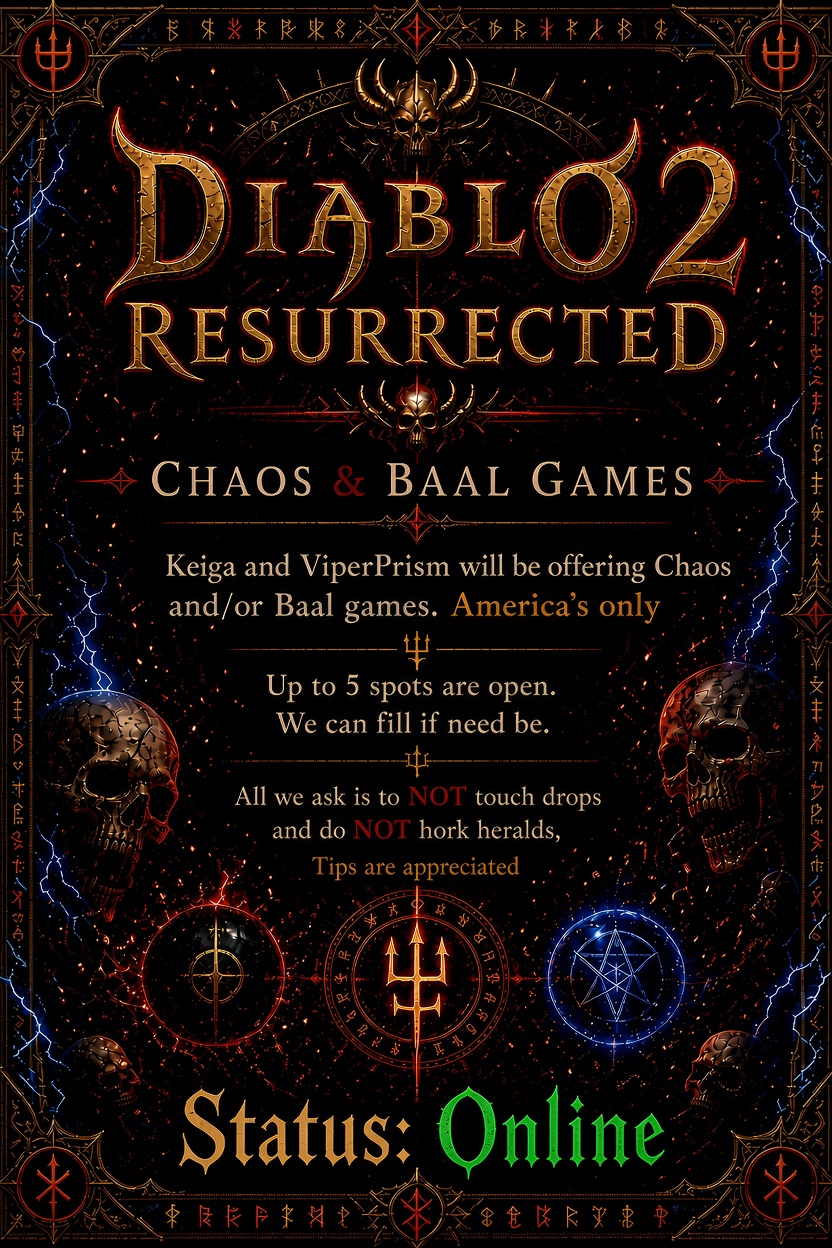 DIABLO 2
RESURRECTED
CHAOS & BAAL GAMES
Keiga and ViperPrism will be offering Chaos
and/or Baal games. America's only
Up to 5 spots are open.
We can fill if need be.
All we ask is to NOT touch drops
and do NOT hork heralds,
Tips are appreciated
Status: Online